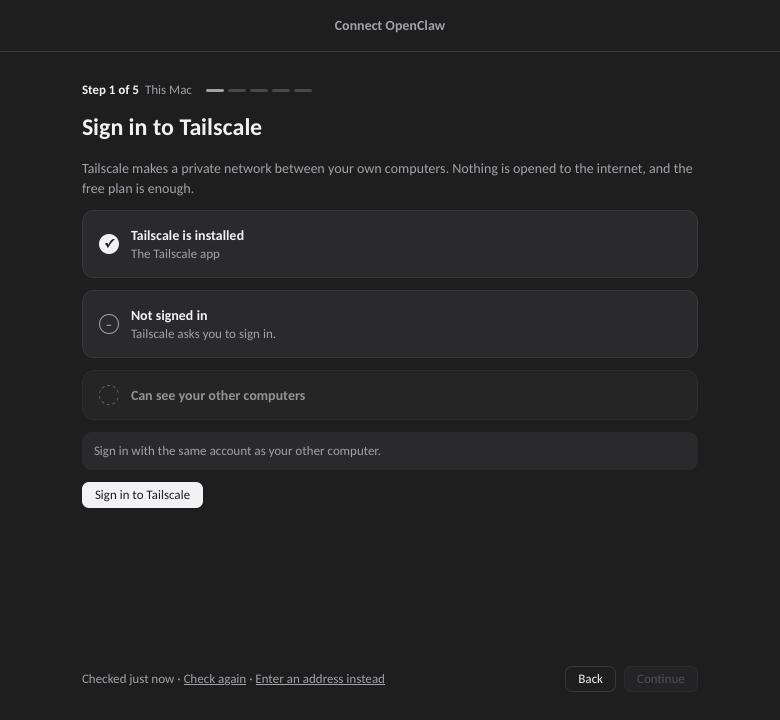 Connect OpenClaw
Step 1 of 5 This Mac
Sign in to Tailscale
Tailscale makes a private network between your own computers. Nothing is opened to the internet, and the
free plan is enough.
Tailscale is installed
The Tailscale app
Not signed in
Tailscale asks you to sign in.
Can see your other computers
Sign in with the same account as your other computer.
Sign in to Tailscale
Checked just now · Check again · Enter an address instead
Back
Continue